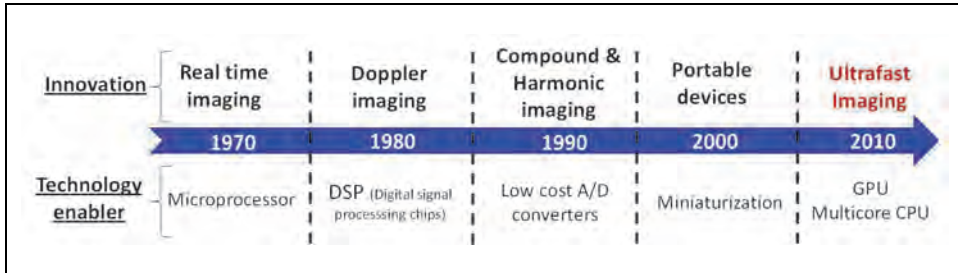 Innovation
Real time
imaging
Doppler
imaging
Compound &
Harmonic
imaging
Portable
devices
Ultrafast
Imaging
1970
1980
1990
2000
2010
Technology
enabler
Microprocessor
DSP (Digital signal
processsing chips)
Low cost A/D
converters
Miniaturization
GPU
Multicore CPU